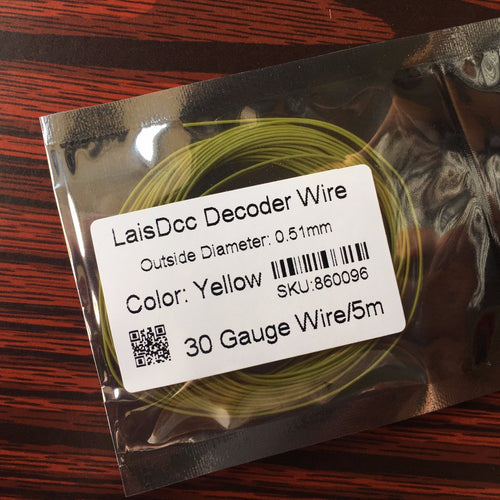 LaisDcc Decoder Wire
Outside Diameter: 0.51mm
Color: Yellow
SKU:860096
30 Gauge Wire/5m